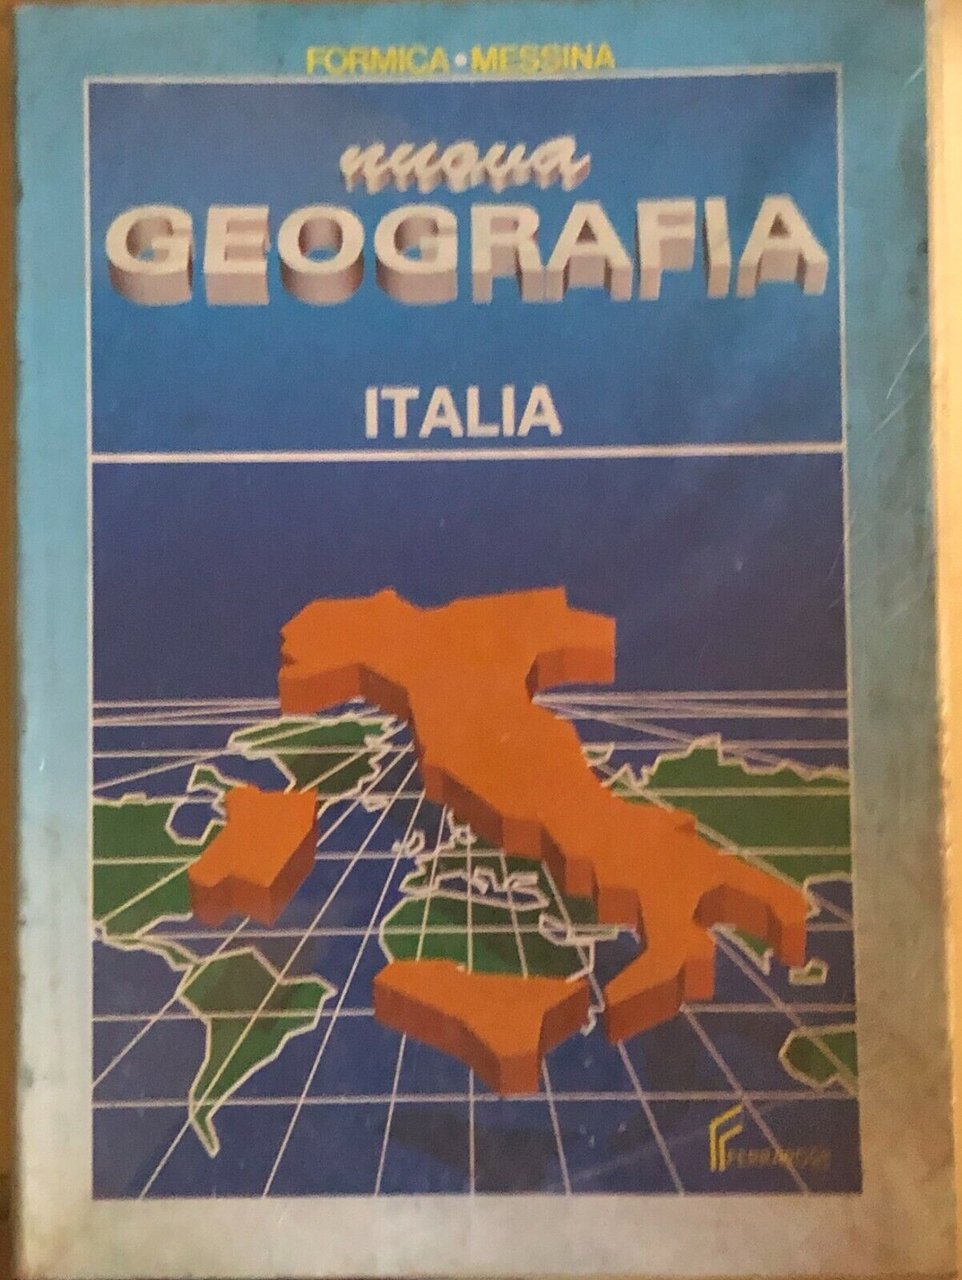 FORMICA • MESSINA
nuova
GEOGRAFIA
ITALIA
FERRARO